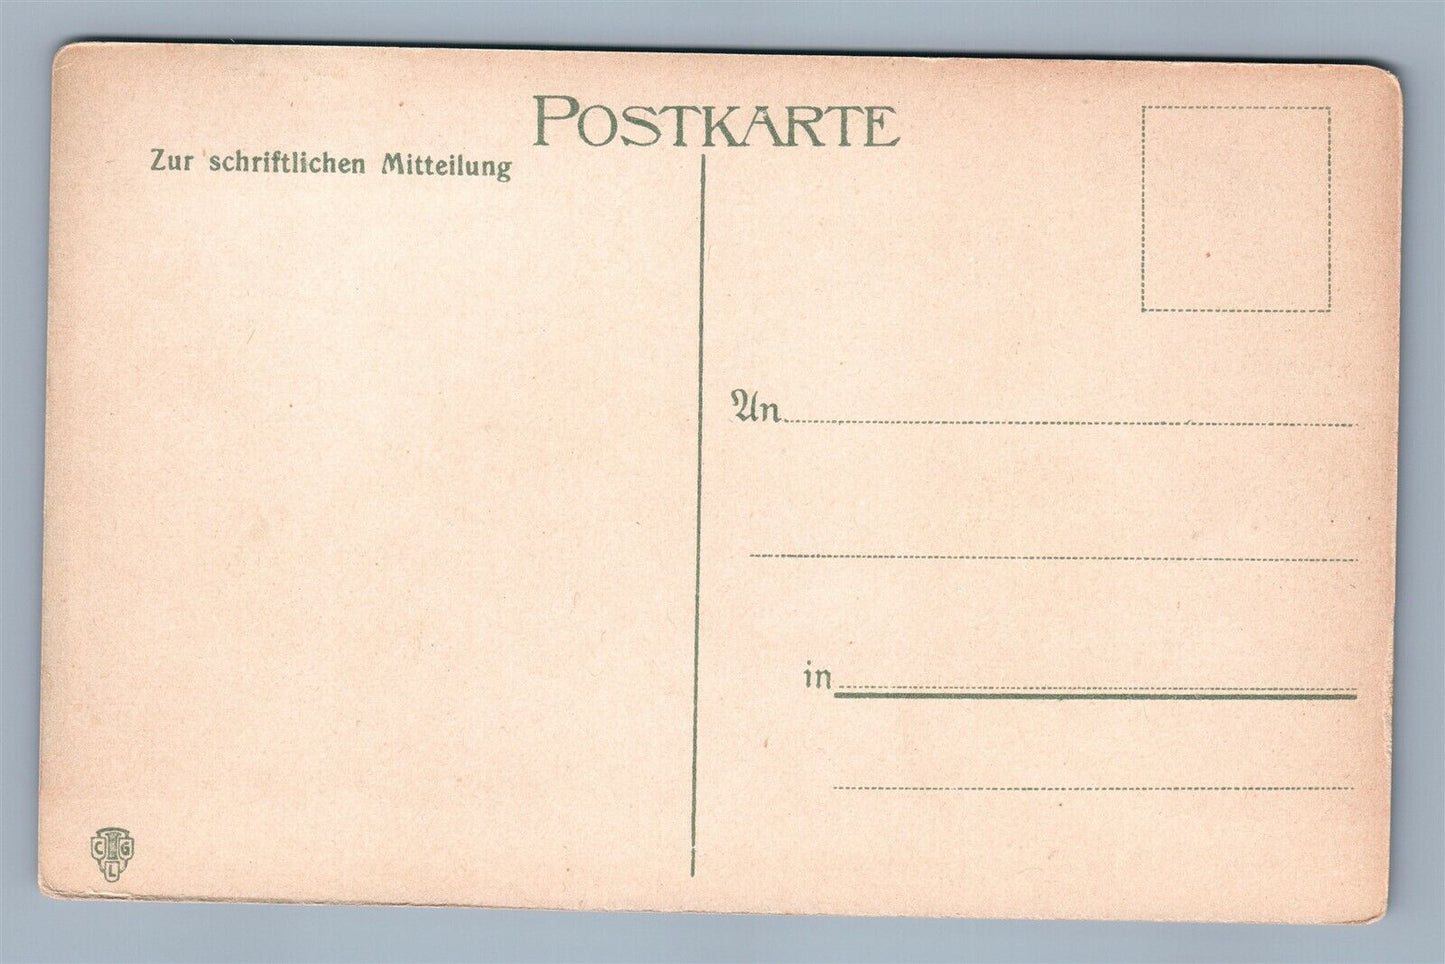 POSTKARTE
Zur schriftlichen Mitteilung
An
in
C G
L